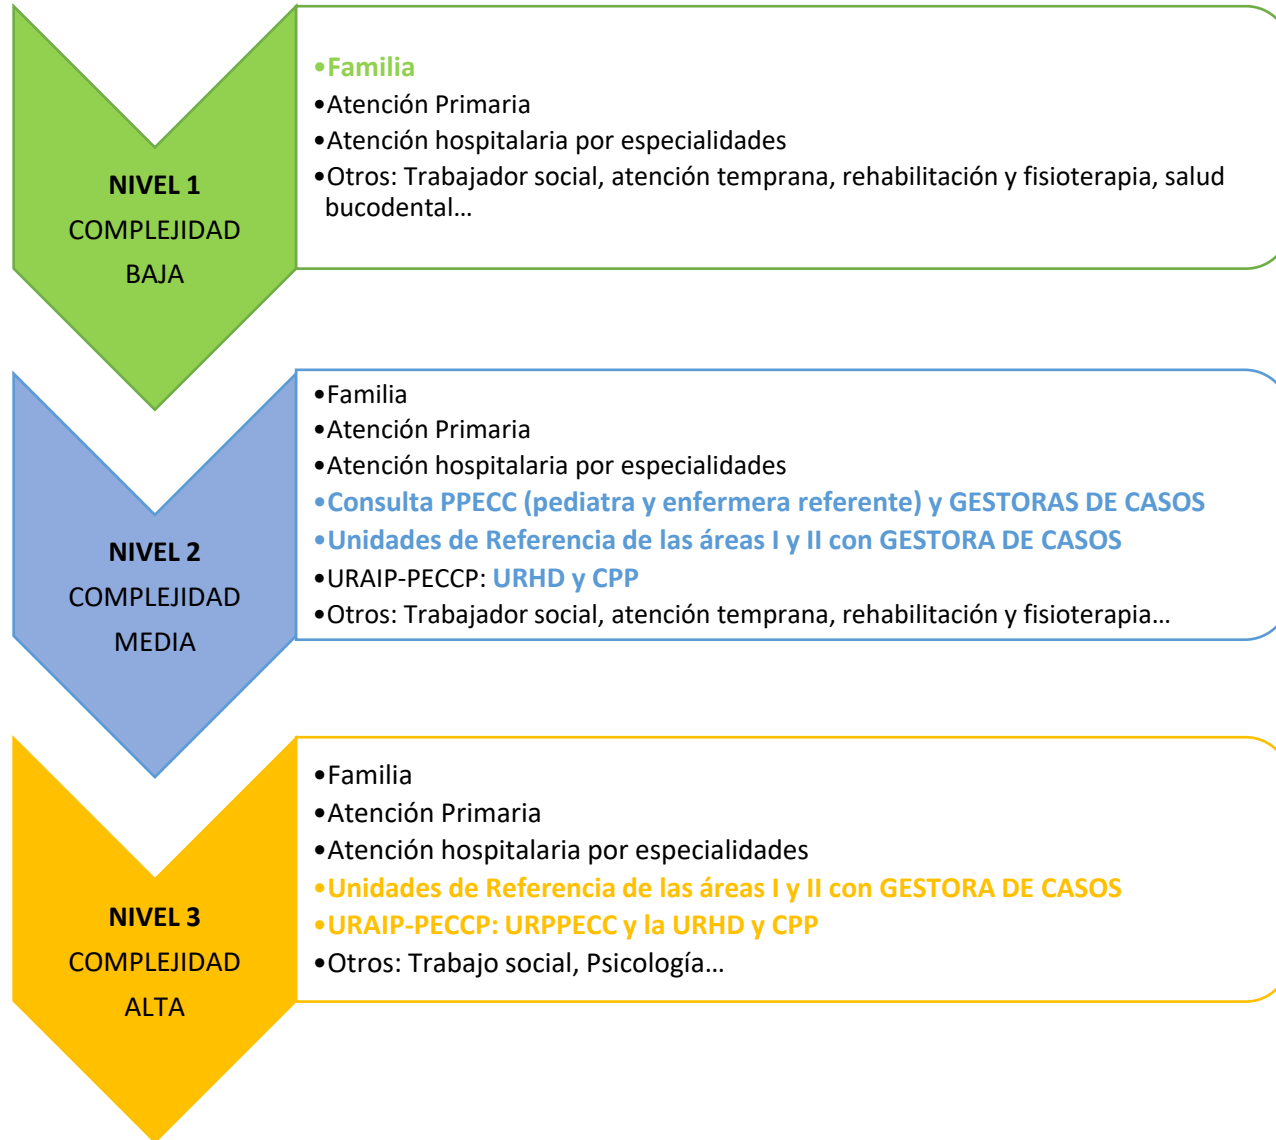 NIVEL 1
COMPLEJIDAD
BAJA
•Familia
•Atención Primaria
•Atención hospitalaria por especialidades
•Otros: Trabajador social, atención temprana, rehabilitación y fisioterapia, salud
bucodental…
NIVEL 2
COMPLEJIDAD
MEDIA
•Familia
•Atención Primaria
•Atención hospitalaria por especialidades
•Consulta PPECC (pediatra y enfermera referente) y GESTORAS DE CASOS
•Unidades de Referencia de las áreas I y II con GESTORA DE CASOS
•URAIP-PECCP: URHD y CPP
•Otros: Trabajador social, atención temprana, rehabilitación y fisioterapia…
NIVEL 3
COMPLEJIDAD
ALTA
•Familia
•Atención Primaria
•Atención hospitalaria por especialidades
•Unidades de Referencia de las áreas I y II con GESTORA DE CASOS
•URAIP-PECCP: URPPECC y la URHD y CPP
•Otros: Trabajo social, Psicología…